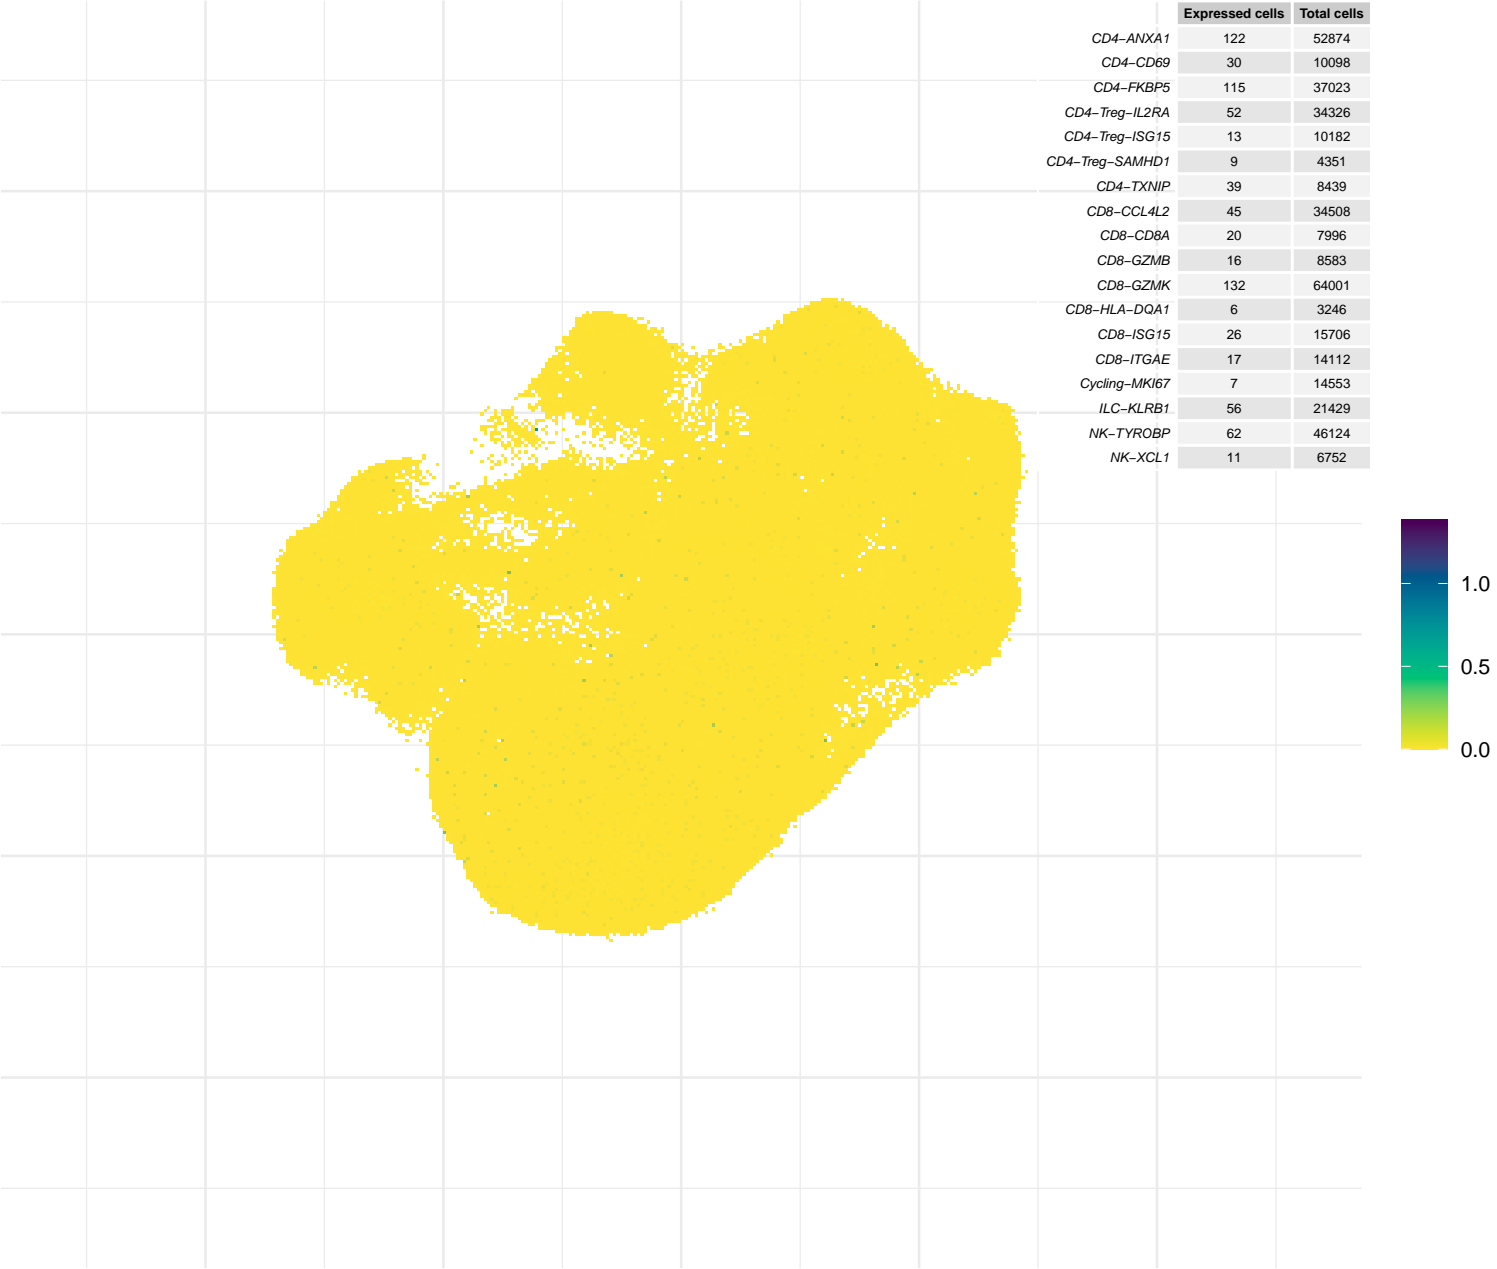 Expressed cells Total cells
CD4−ANXA1 122 52874
CD4−CD69 30 10098
CD4−FKBP5 115 37023
CD4−Treg−IL2RA 52 34326
CD4−Treg−ISG15 13 10182
CD4−Treg−SAMHD1 9 4351
CD4−TXNIP 39 8439
CD8−CCL4L2 45 34508
CD8−CD8A 20 7996
CD8−GZMB 16 8583
CD8−GZMK 132 64001
CD8−HLA−DQA1 6 3246
CD8−ISG15 26 15706
CD8−ITGAE 17 14112
Cycling−MKI67 7 14553
ILC−KLRB1 56 21429
NK−TYROBP 62 46124
NK−XCL1 11 6752
1.0
0.5
0.0